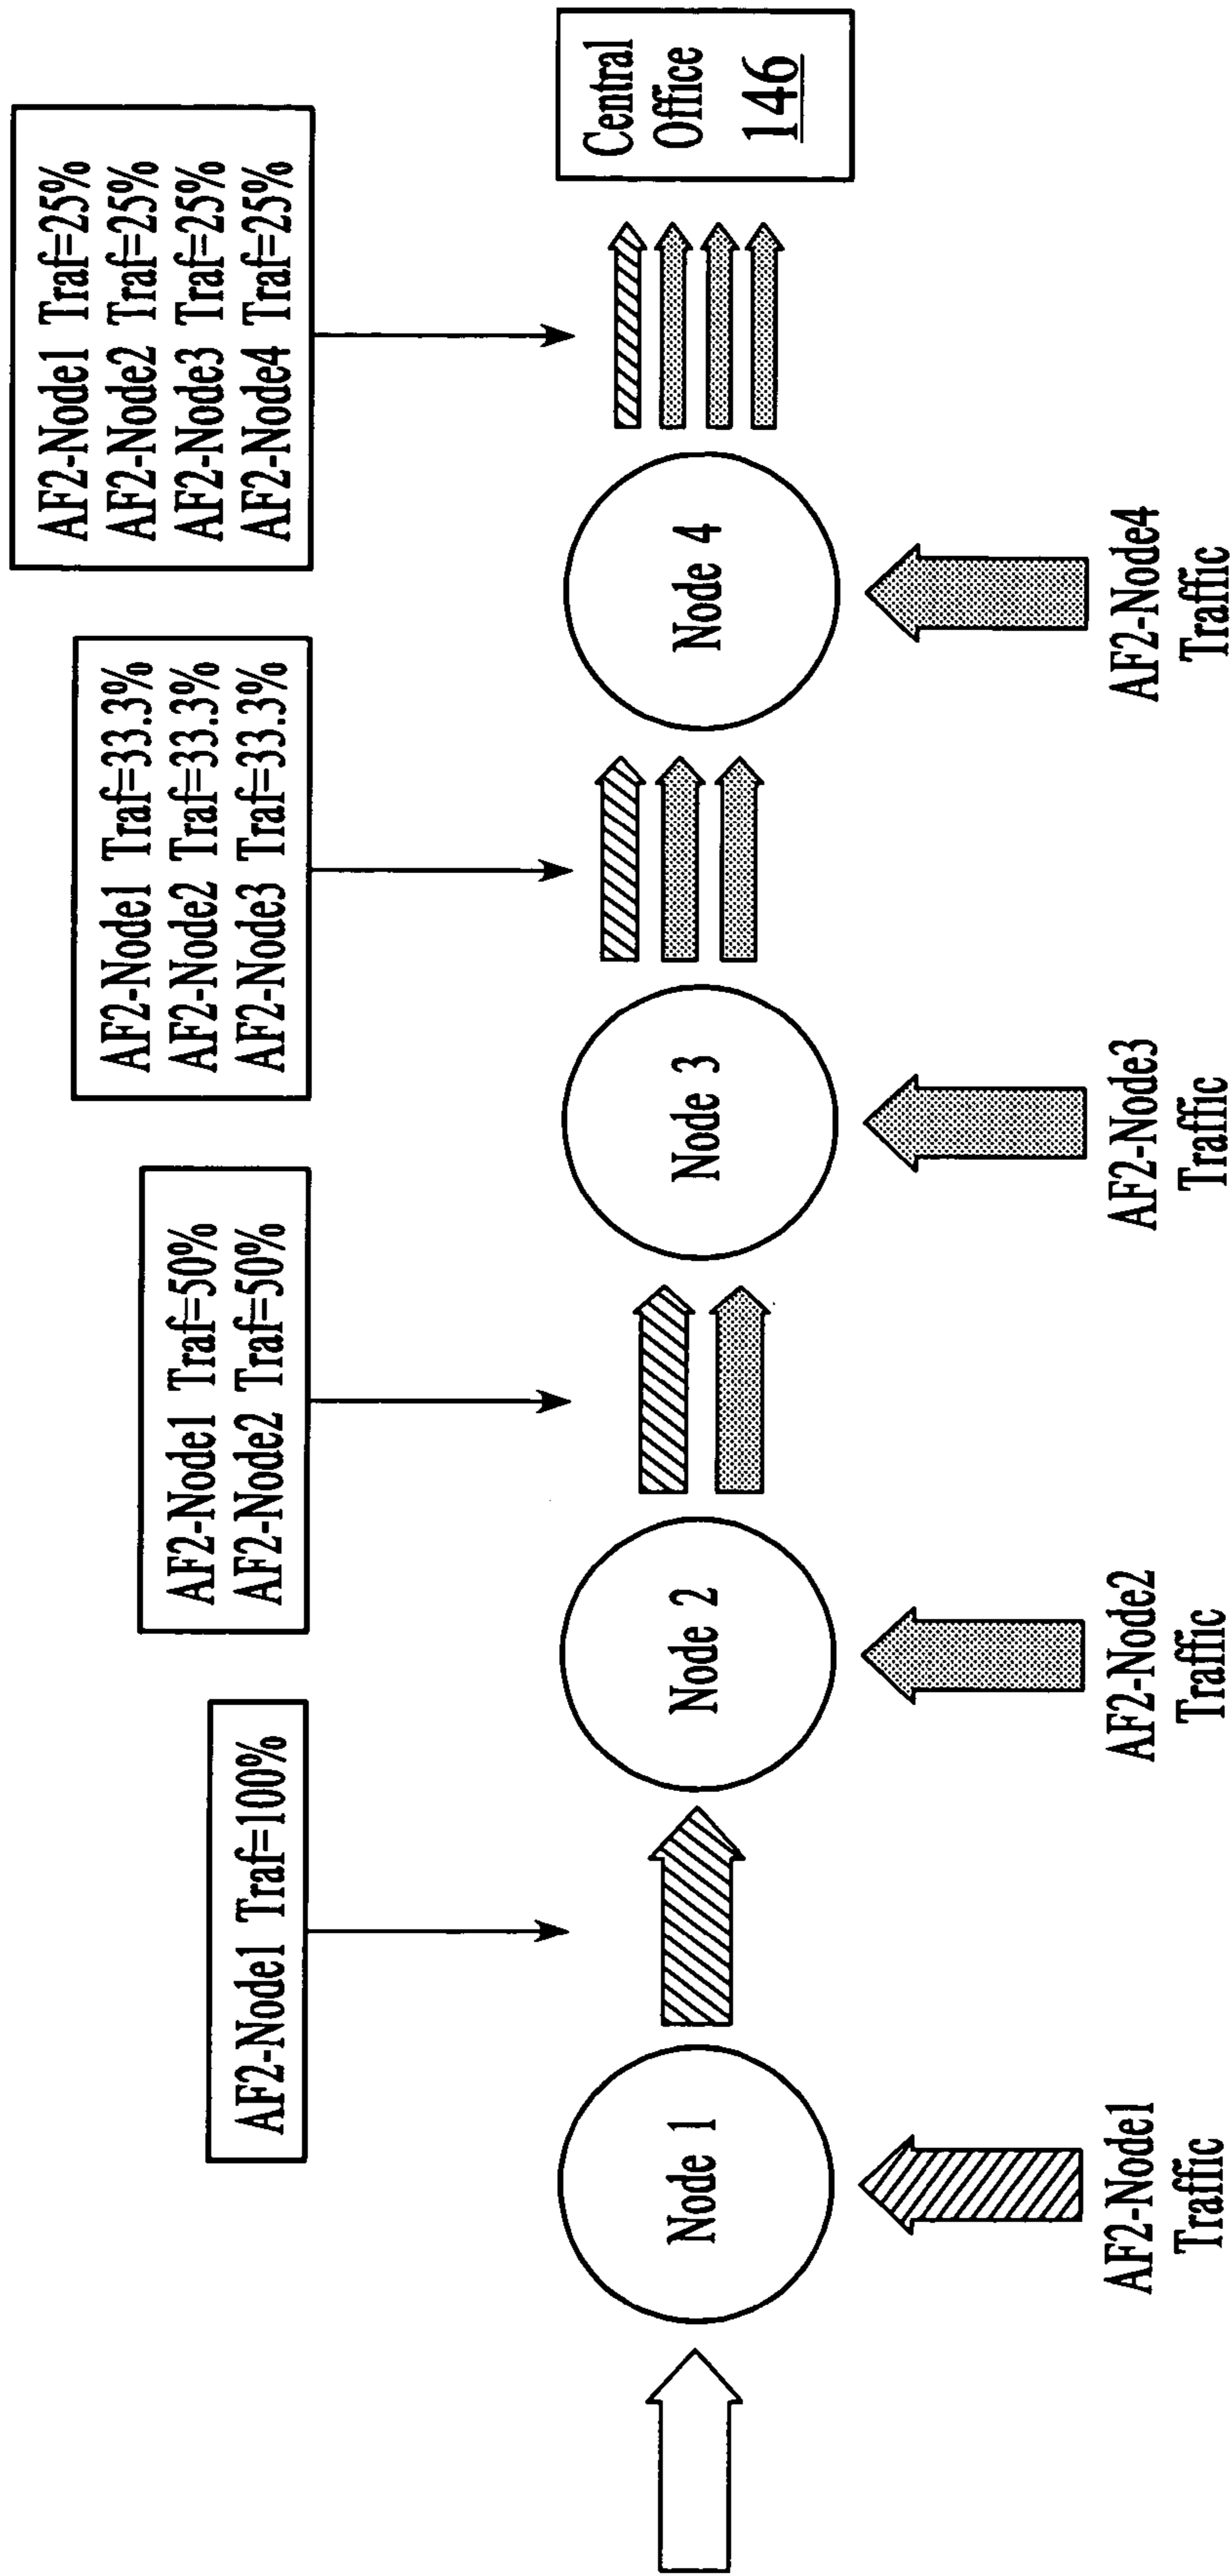 AF2-Node1 Traf=100%
AF2-Node1 Traf=50%
AF2-Node2 Traf=50%
AF2-Node1 Traf=33.3%
AF2-Node2 Traf=33.3%
AF2-Node3 Traf=33.3%
AF2-Node1 Traf=25%
AF2-Node2 Traf=25%
AF2-Node3 Traf=25%
AF2-Node4 Traf=25%
Node 1
Node 2
Node 3
Node 4
Central
Office
146
AF2-Node1
Traffic
AF2-Node2
Traffic
AF2-Node3
Traffic
AF2-Node4
Traffic